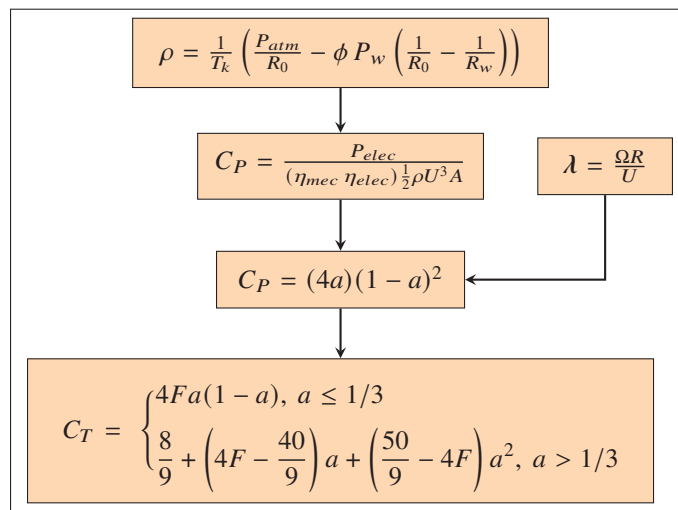 ρ = 1/T_k ( P_atm/R_0 − ϕ P_w ( 1/R_0 − 1/R_w ) )
C_P = P_elec / ((η_mec η_elec) 1/2 ρU^3 A)
λ = ΩR/U
C_P = (4a)(1 − a)^2
C_T = { 4Fa(1 − a), a ≤ 1/3
8/9 + (4F − 40/9) a + (50/9 − 4F) a^2, a > 1/3